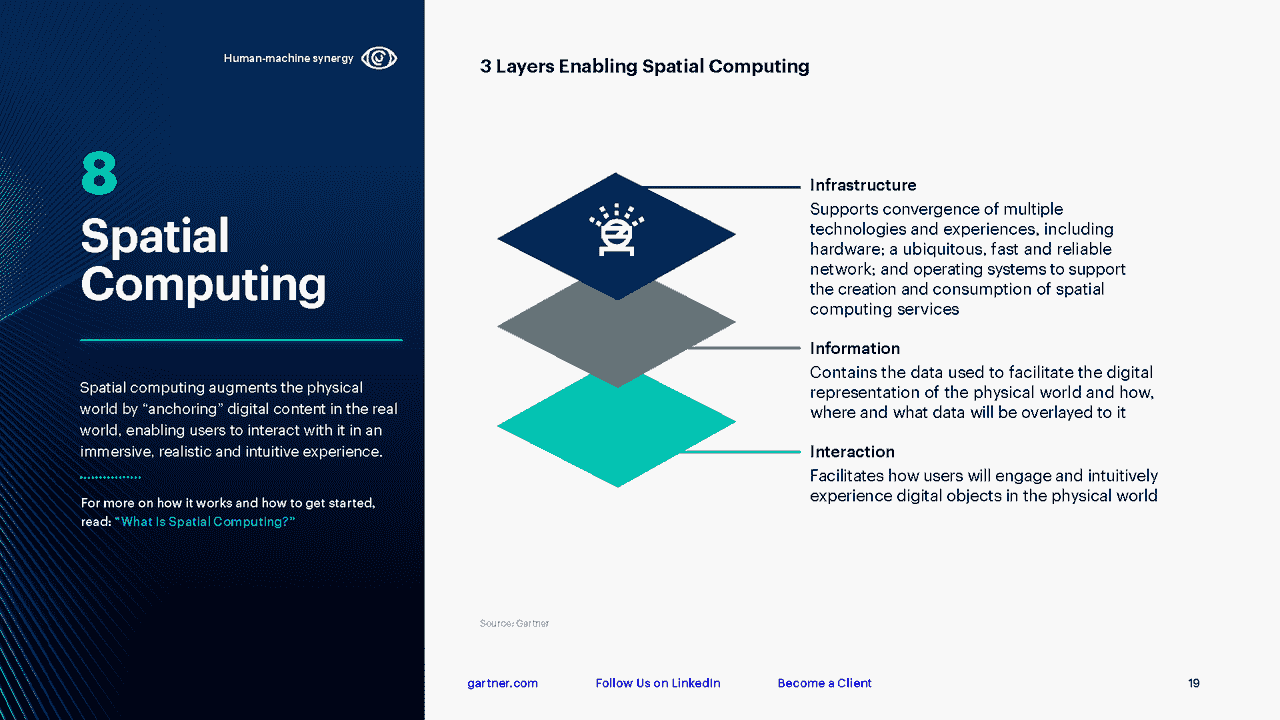 Human-machine synergy
8
Spatial
Computing
Spatial computing augments the physical
world by “anchoring” digital content in the real
world, enabling users to interact with it in an
immersive, realistic and intuitive experience.
For more on how it works and how to get started,
read: “What Is Spatial Computing?”
3 Layers Enabling Spatial Computing
Infrastructure
Supports convergence of multiple
technologies and experiences, including
hardware; a ubiquitous, fast and reliable
network; and operating systems to support
the creation and consumption of spatial
computing services
Information
Contains the data used to facilitate the digital
representation of the physical world and how,
where and what data will be overlayed to it
Interaction
Facilitates how users will engage and intuitively
experience digital objects in the physical world
Source: Gartner
gartner.com
Follow Us on LinkedIn
Become a Client
19